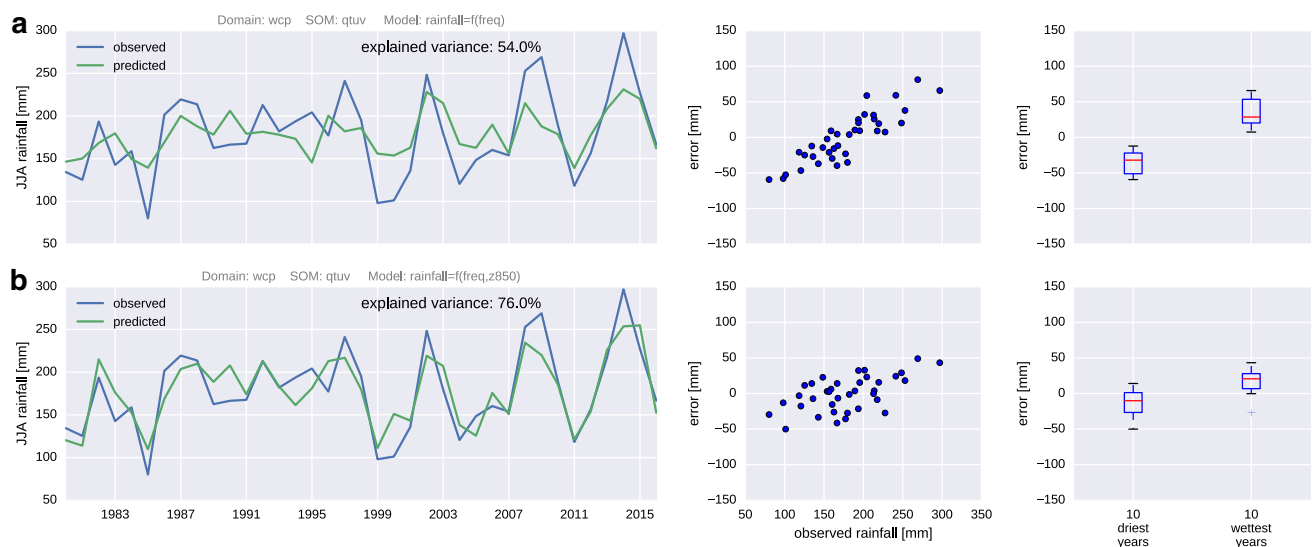 a
Domain: wcp SOM: qtuv Model: rainfall=f(freq)
explained variance: 54.0%
observed
predicted
JJA rainfall [mm]
300
250
200
150
100
50
error [mm]
150
100
50
0
−50
−100
−150
error [mm]
150
100
50
0
−50
−100
−150
b
Domain: wcp SOM: qtuv Model: rainfall=f(freq,z850)
explained variance: 76.0%
observed
predicted
JJA rainfall [mm]
300
250
200
150
100
50
1983 1987 1991 1995 1999 2003 2007 2011 2015
error [mm]
150
100
50
0
−50
−100
−150
50 100 150 200 250 300 350
observed rainfall [mm]
error [mm]
150
100
50
0
−50
−100
−150
10
driest
years
10
wettest
years